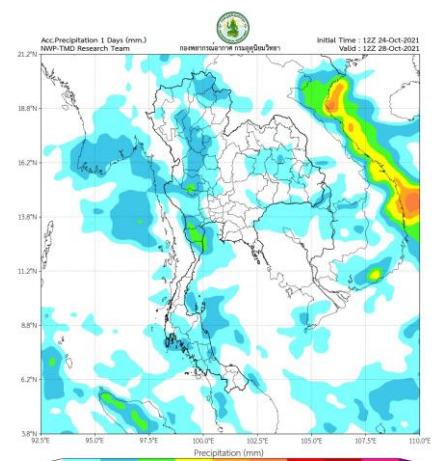 Acc.Precipitation 1 Days (mm.)
NWP-TMD Research Team
กองพยากรณ์อากาศ กรมอุตุนิยมวิทยา
Initial Time : 12Z 24-Oct-2021
Valid : 12Z 28-Oct-2021
21.2°N
18.8°N
16.2°N
13.8°N
11.2°N
8.8°N
6.2°N
3.8°N
92.5°E 95.0°E 97.5°E 100.0°E 102.5°E 105.0°E 107.5°E 110.0°E
Precipitation (mm)